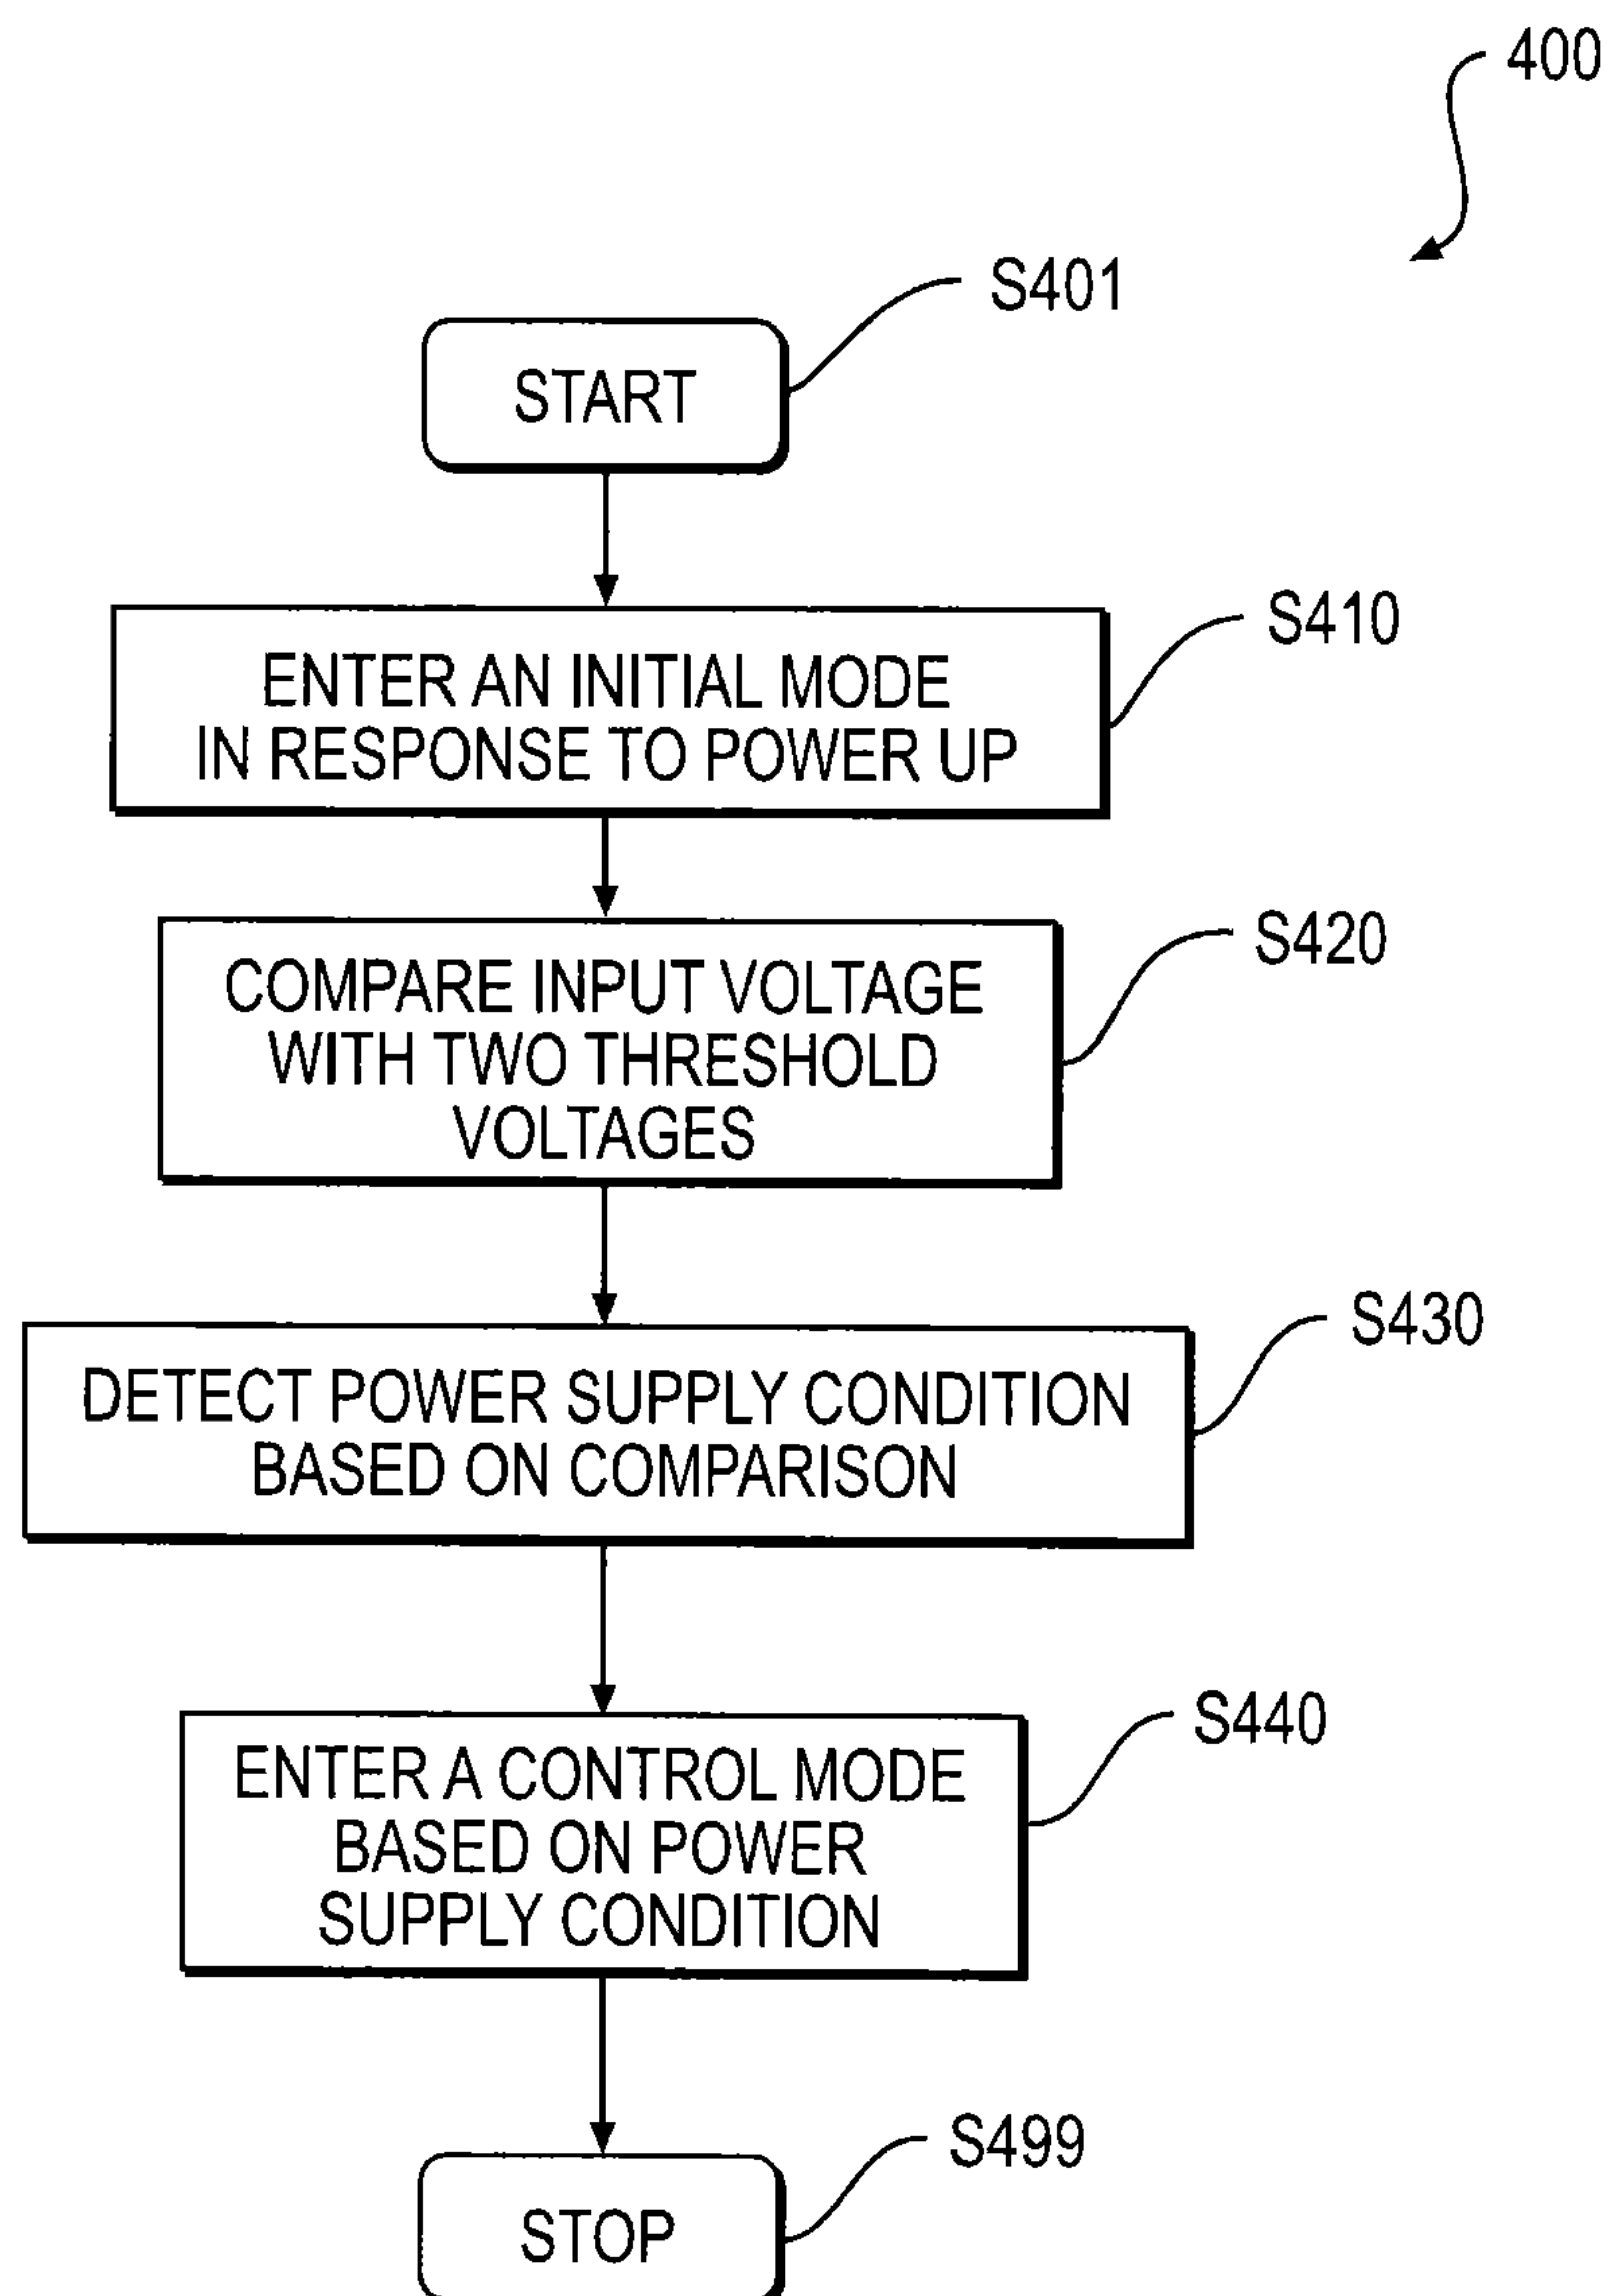 400
S401
START
S410
ENTER AN INITIAL MODE
IN RESPONSE TO POWER UP
S420
COMPARE INPUT VOLTAGE
WITH TWO THRESHOLD
VOLTAGES
S430
DETECT POWER SUPPLY CONDITION
BASED ON COMPARISON
S440
ENTER A CONTROL MODE
BASED ON POWER
SUPPLY CONDITION
S499
STOP